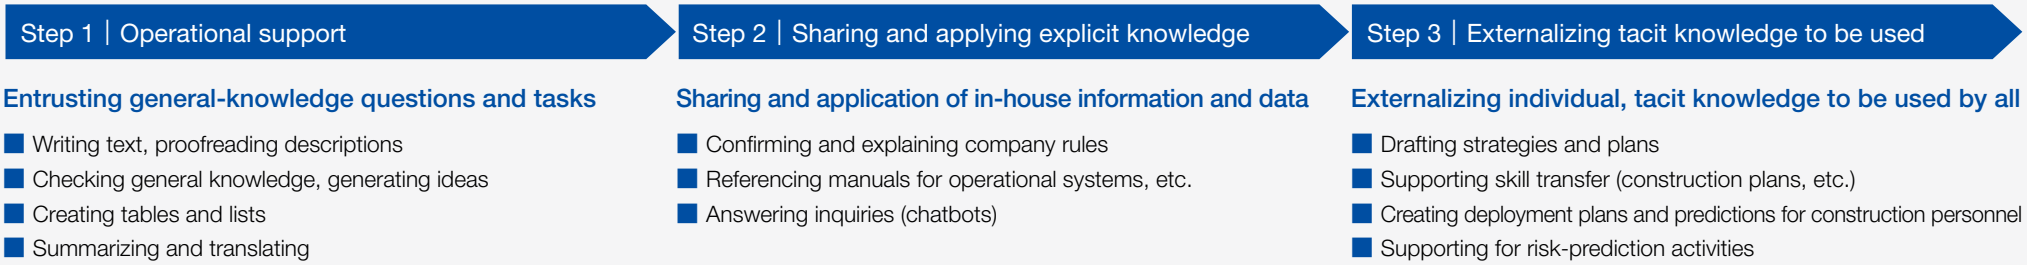 Step 1 | Operational support
Entrusting general-knowledge questions and tasks
Writing text, proofreading descriptions
Checking general knowledge, generating ideas
Creating tables and lists
Summarizing and translating
Step 2 | Sharing and applying explicit knowledge
Sharing and application of in-house information and data
Confirming and explaining company rules
Referencing manuals for operational systems, etc.
Answering inquiries (chatbots)
Step 3 | Externalizing tacit knowledge to be used
Externalizing individual, tacit knowledge to be used by all
Drafting strategies and plans
Supporting skill transfer (construction plans, etc.)
Creating deployment plans and predictions for construction personnel
Supporting for risk-prediction activities